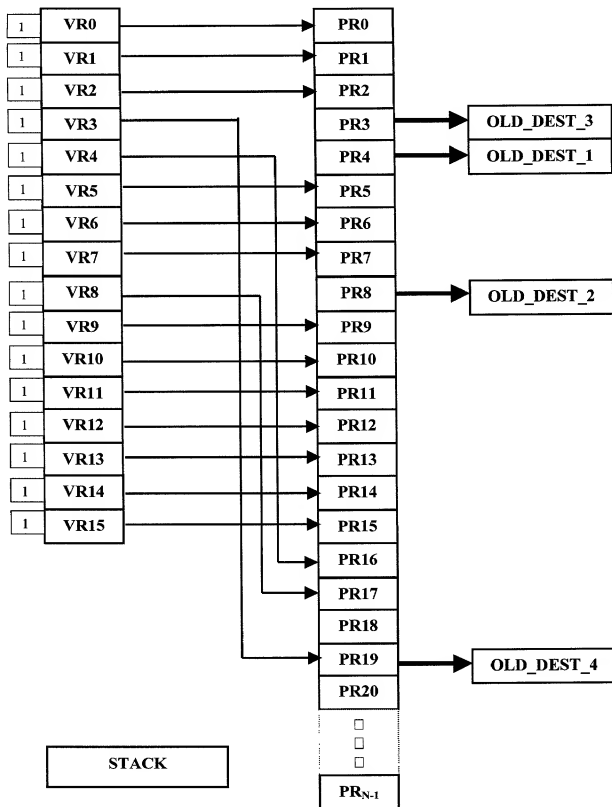 1 VR0 PR0
1 VR1 PR1
1 VR2 PR2
1 VR3 PR3 OLD_DEST_3
1 VR4 PR4 OLD_DEST_1
1 VR5 PR5
1 VR6 PR6
1 VR7 PR7
1 VR8 PR8 OLD_DEST_2
1 VR9 PR9
1 VR10 PR10
1 VR11 PR11
1 VR12 PR12
1 VR13 PR13
1 VR14 PR14
1 VR15 PR15
PR16
PR17
PR18
PR19 OLD_DEST_4
PR20
STACK
PRN-1